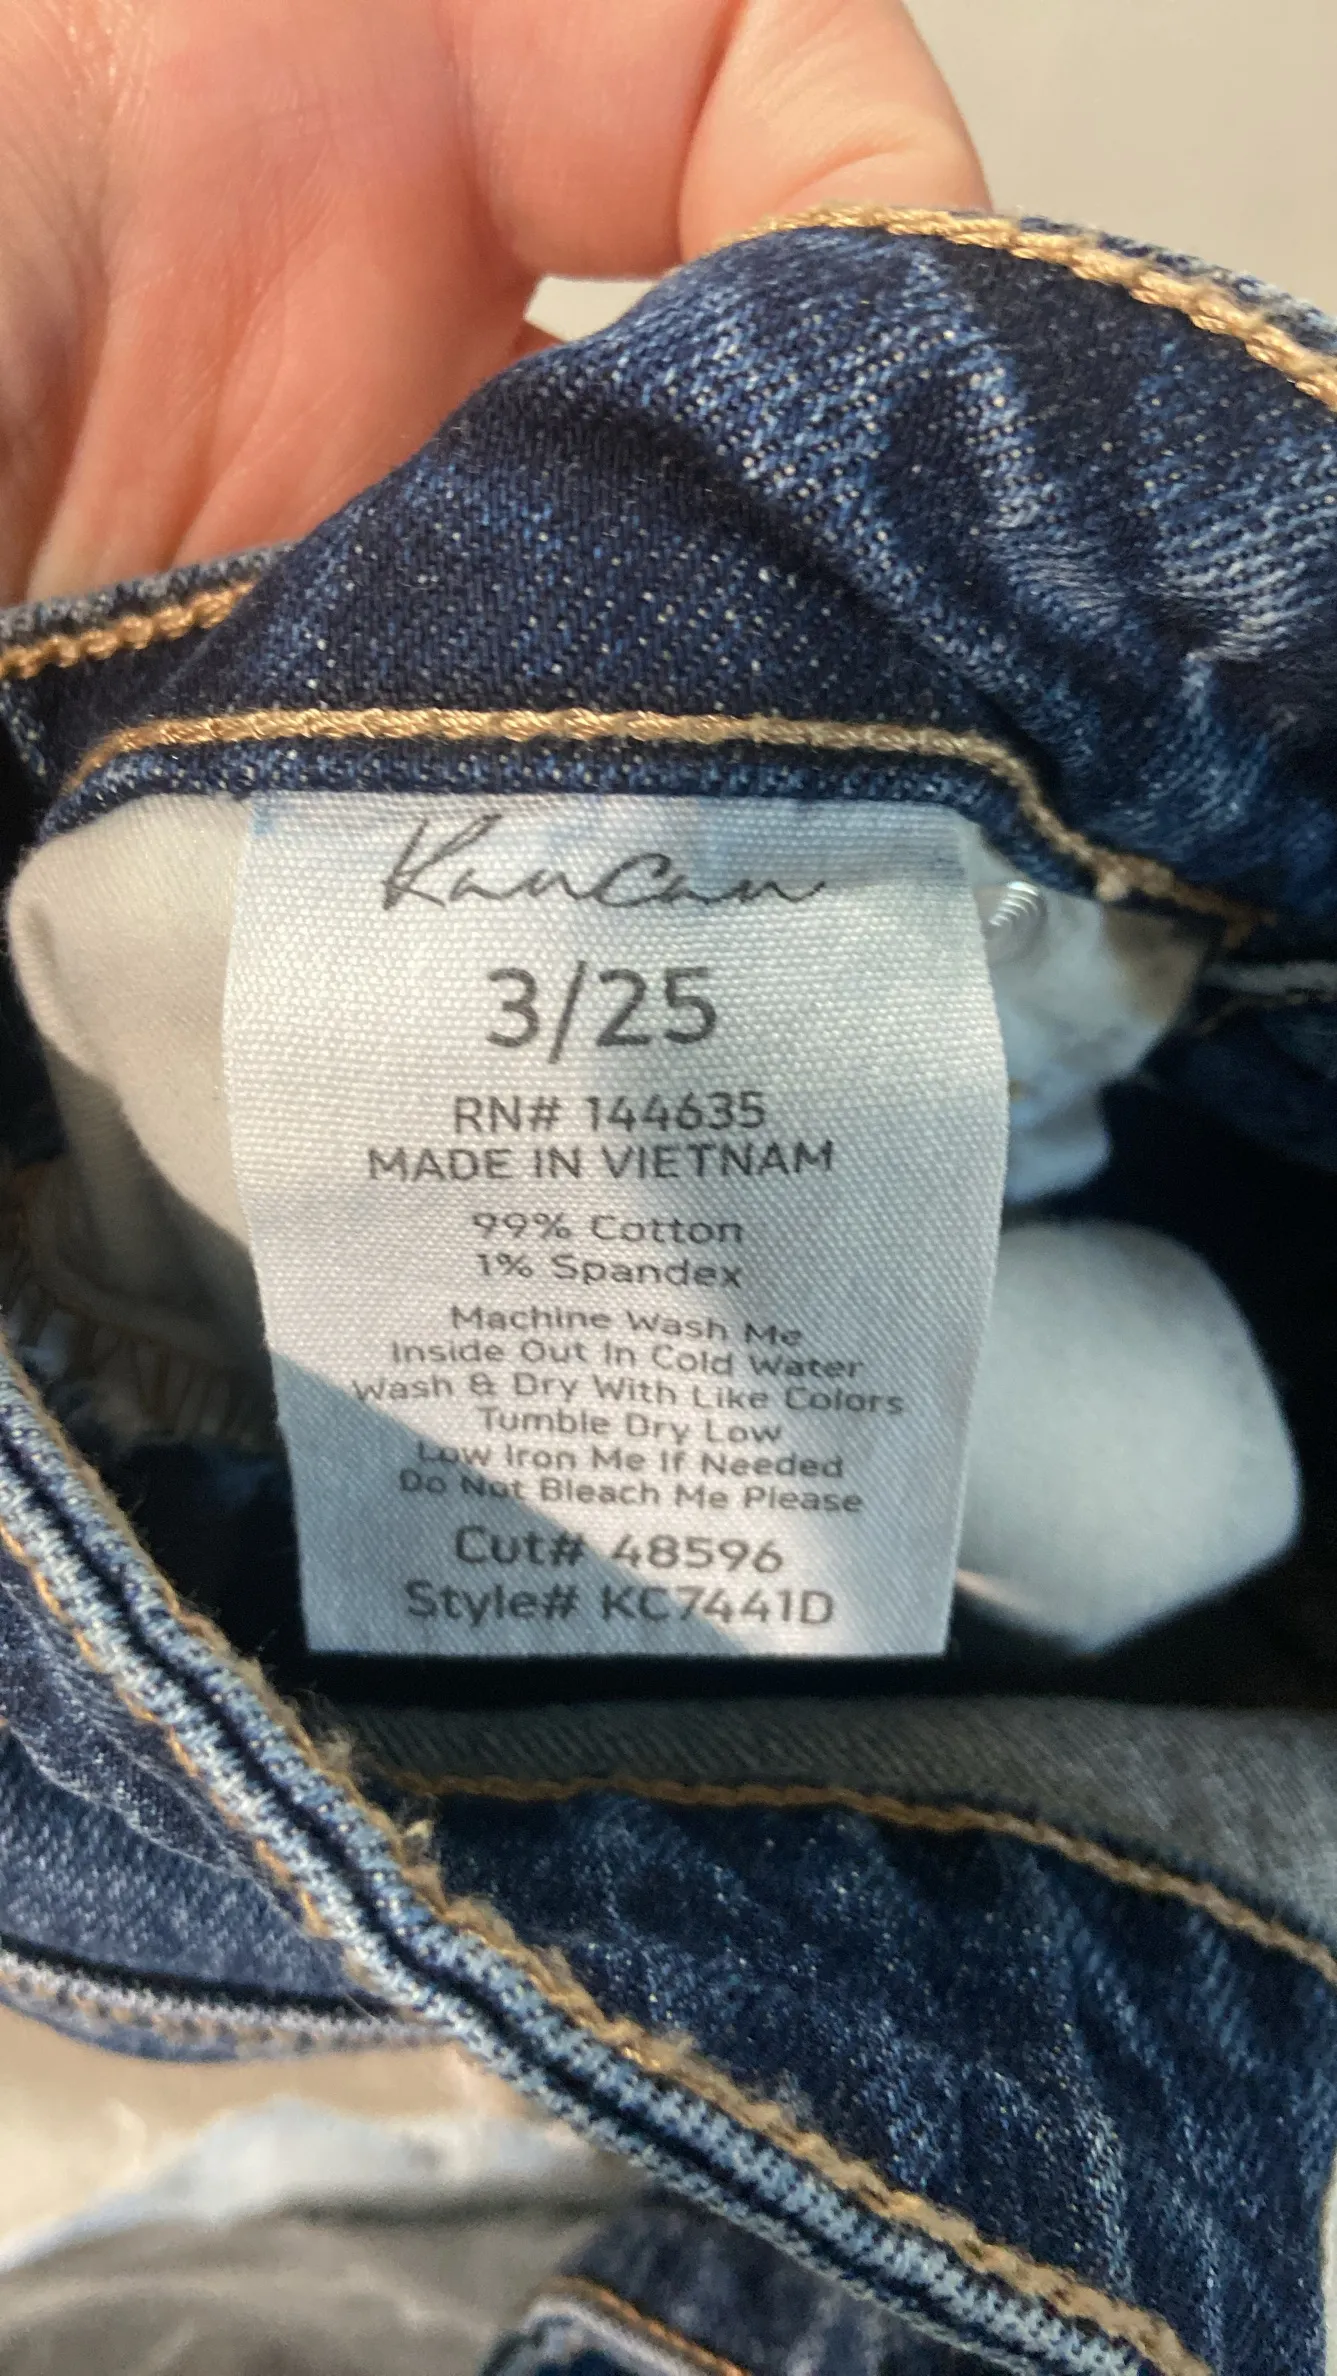 KanCan
3/25
RN# 144635
MADE IN VIETNAM
99% Cotton
1% Spandex
Machine Wash Me
Inside Out In Cold Water
Wash & Dry With Like Colors
Tumble Dry Low
Low Iron Me If Needed
Do Not Bleach Me Please
Cut# 48596
Style# KC7441D